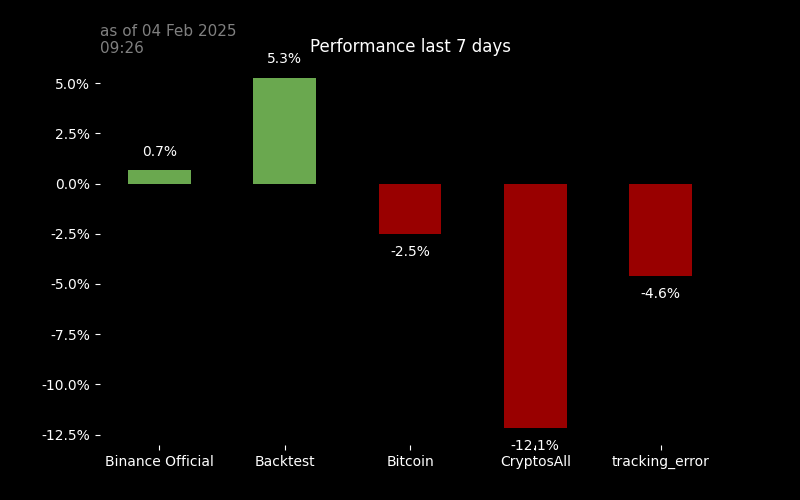 as of 04 Feb 2025
09:26
Performance last 7 days
5.3%
5.0%
2.5%
0.7%
0.0%
-2.5%
-2.5%
-5.0%
-4.6%
-7.5%
-10.0%
-12.5%
-12.1%
Binance Official
Backtest
Bitcoin
CryptosAll
tracking_error